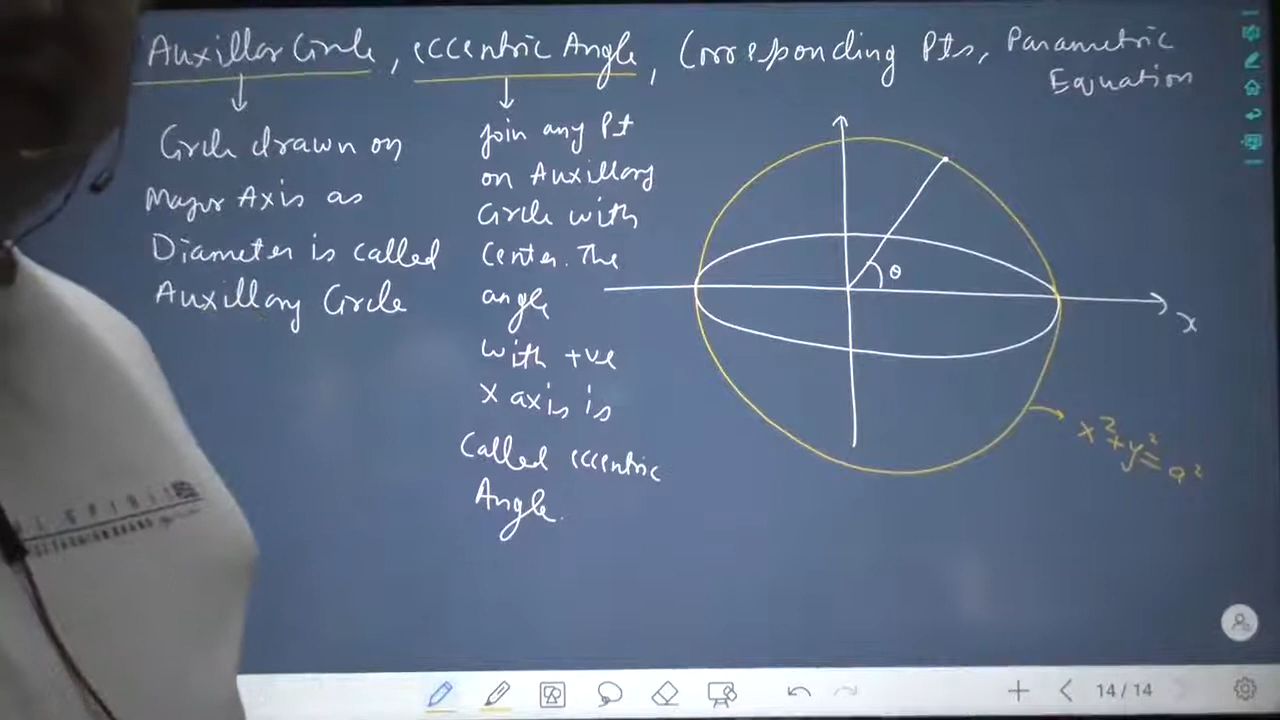 Auxillar Circle, eccentric Angle, Corresponding Pts, Parametric
Equation
Circle drawn on
Major Axis as
Diameter is called
Auxillary Circle
Join any Pt
on Auxillary
Circle with
Center. The
angle
with +ve
X axis is
Called eccentric
Angle.
θ
x
x²+y²=a²
14/14